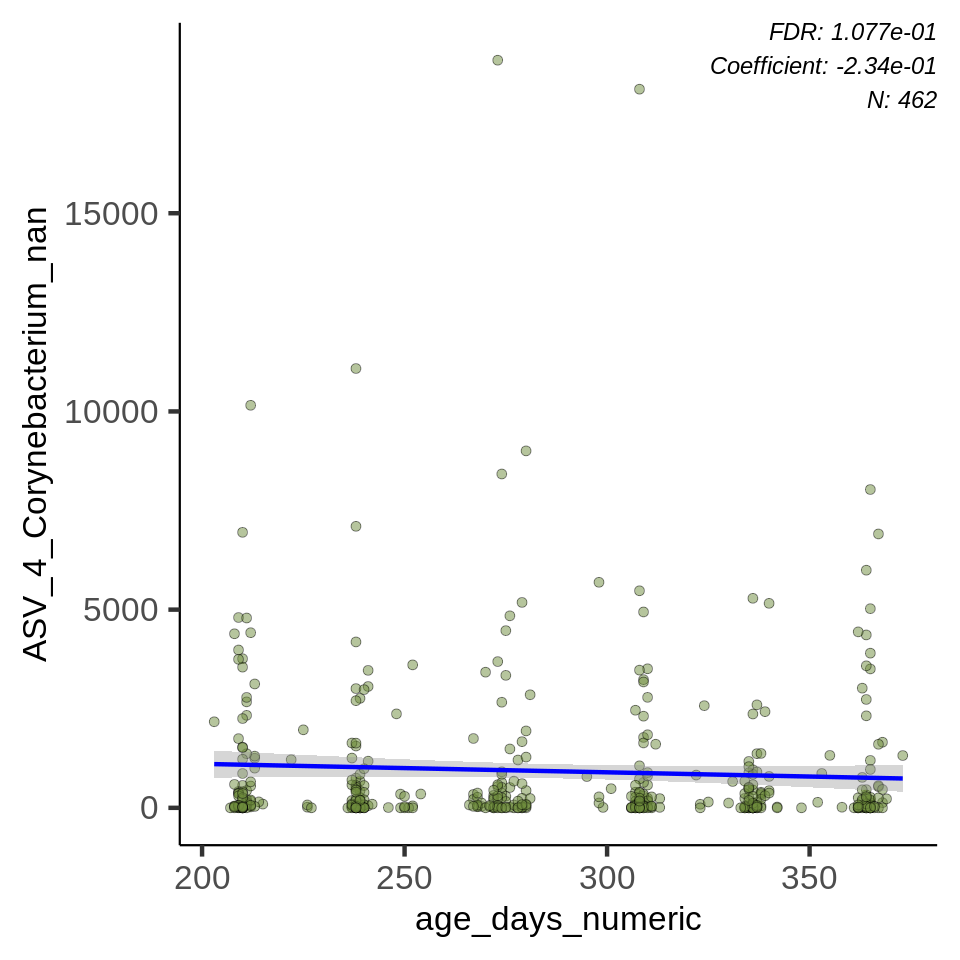 FDR: 1.077e-01
Coefficient: -2.34e-01
N: 462
ASV_4_Corynebacterium_nan
15000
10000
5000
0
200 250 300 350
age_days_numeric